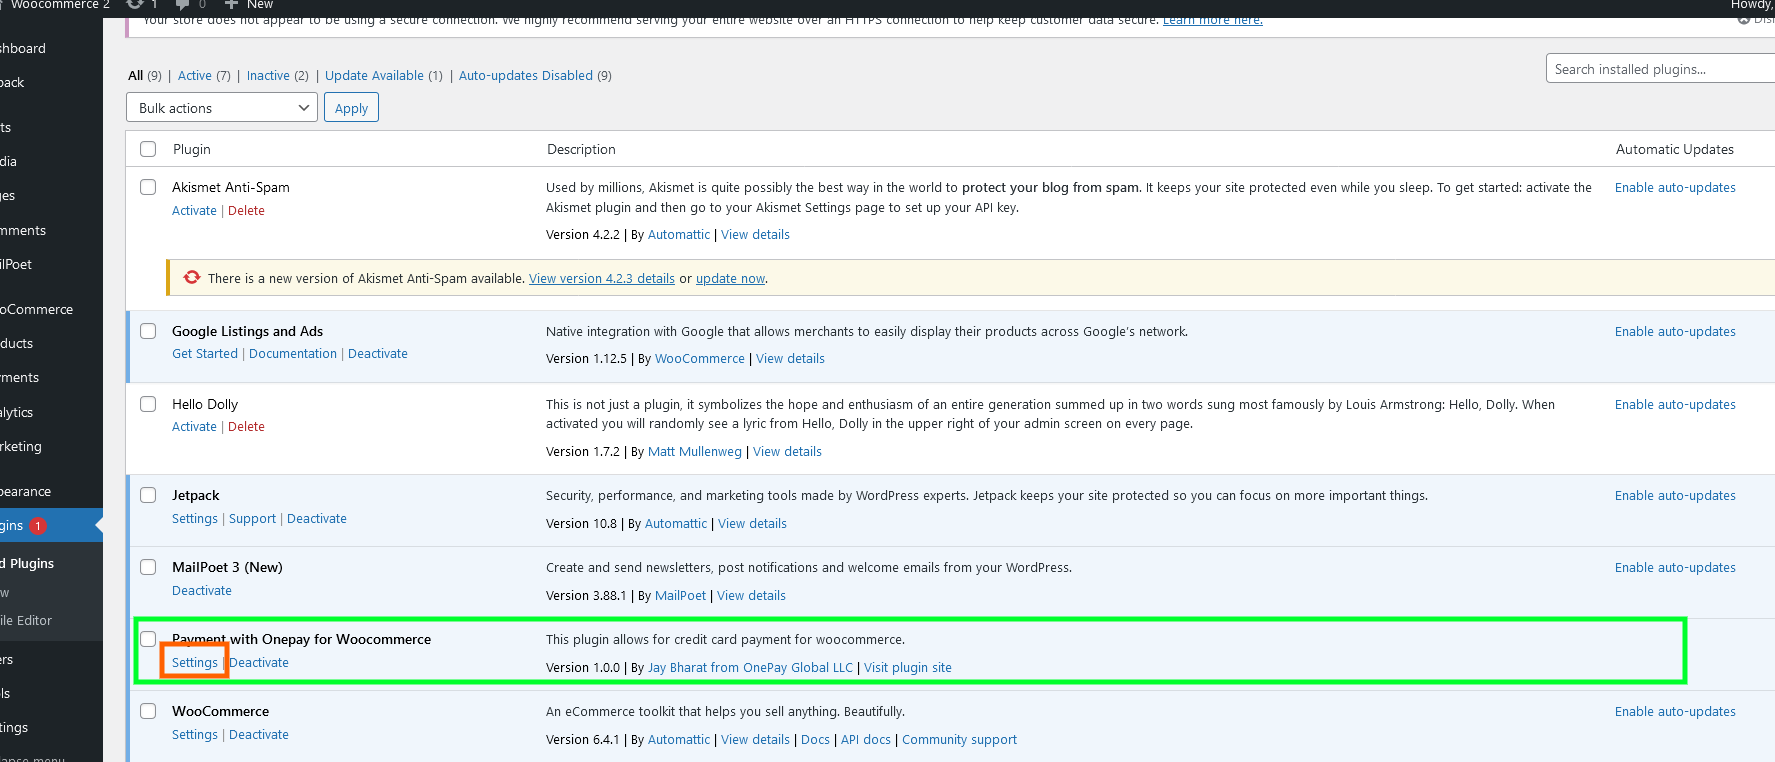 Woocommerce 2 1 0 New Howdy,
Your store does not appear to be using a secure connection. We highly recommend serving your entire website over an HTTPS connection to help keep customer data secure. Learn more here. Dis
shboard
back
ts
dia
ges
mments
ilPoet
oCommerce
ducts
ments
alytics
rketing
pearance
gins 1
d Plugins
w
ile Editor
ers
ls
tings
apse menu
All (9) | Active (7) | Inactive (2) | Update Available (1) | Auto-updates Disabled (9)
Search installed plugins...
Bulk actions Apply
Plugin Description Automatic Updates
Akismet Anti-Spam
Activate | Delete
Used by millions, Akismet is quite possibly the best way in the world to protect your blog from spam. It keeps your site protected even while you sleep. To get started: activate the
Akismet plugin and then go to your Akismet Settings page to set up your API key.
Version 4.2.2 | By Automattic | View details
Enable auto-updates
There is a new version of Akismet Anti-Spam available. View version 4.2.3 details or update now.
Google Listings and Ads
Get Started | Documentation | Deactivate
Native integration with Google that allows merchants to easily display their products across Google's network.
Version 1.12.5 | By WooCommerce | View details
Enable auto-updates
Hello Dolly
Activate | Delete
This is not just a plugin, it symbolizes the hope and enthusiasm of an entire generation summed up in two words sung most famously by Louis Armstrong: Hello, Dolly. When
activated you will randomly see a lyric from Hello, Dolly in the upper right of your admin screen on every page.
Version 1.7.2 | By Matt Mullenweg | View details
Enable auto-updates
Jetpack
Settings | Support | Deactivate
Security, performance, and marketing tools made by WordPress experts. Jetpack keeps your site protected so you can focus on more important things.
Version 10.8 | By Automattic | View details
Enable auto-updates
MailPoet 3 (New)
Deactivate
Create and send newsletters, post notifications and welcome emails from your WordPress.
Version 3.88.1 | By MailPoet | View details
Enable auto-updates
Payment with Onepay for Woocommerce
Settings | Deactivate
This plugin allows for credit card payment for woocommerce.
Version 1.0.0 | By Jay Bharat from OnePay Global LLC | Visit plugin site
WooCommerce
Settings | Deactivate
An eCommerce toolkit that helps you sell anything. Beautifully.
Version 6.4.1 | By Automattic | View details | Docs | API docs | Community support
Enable auto-updates